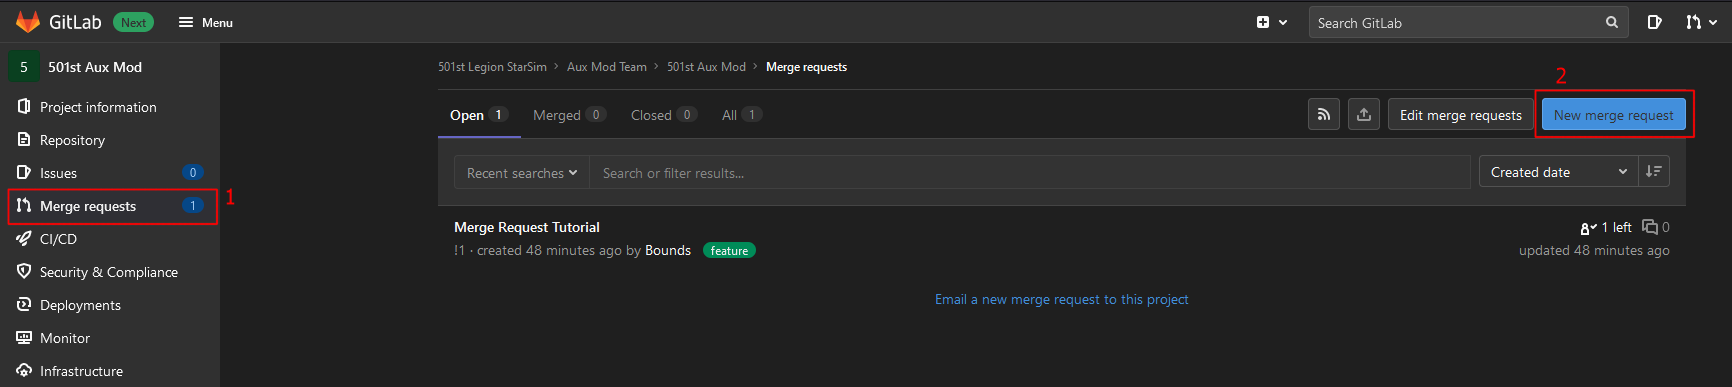 GitLab Next Menu Search GitLab
5 501st Aux Mod
501st Legion StarSim > Aux Mod Team > 501st Aux Mod > Merge requests
2
Project information
Open 1 Merged 0 Closed 0 All 1 Edit merge requests New merge request
Repository
Issues 0
Recent searches Search or filter results... Created date
Merge requests 1
1
Merge Request Tutorial 1 left 0
CI/CD
!1 · created 48 minutes ago by Bounds feature updated 48 minutes ago
Security & Compliance
Email a new merge request to this project
Deployments
Monitor
Infrastructure